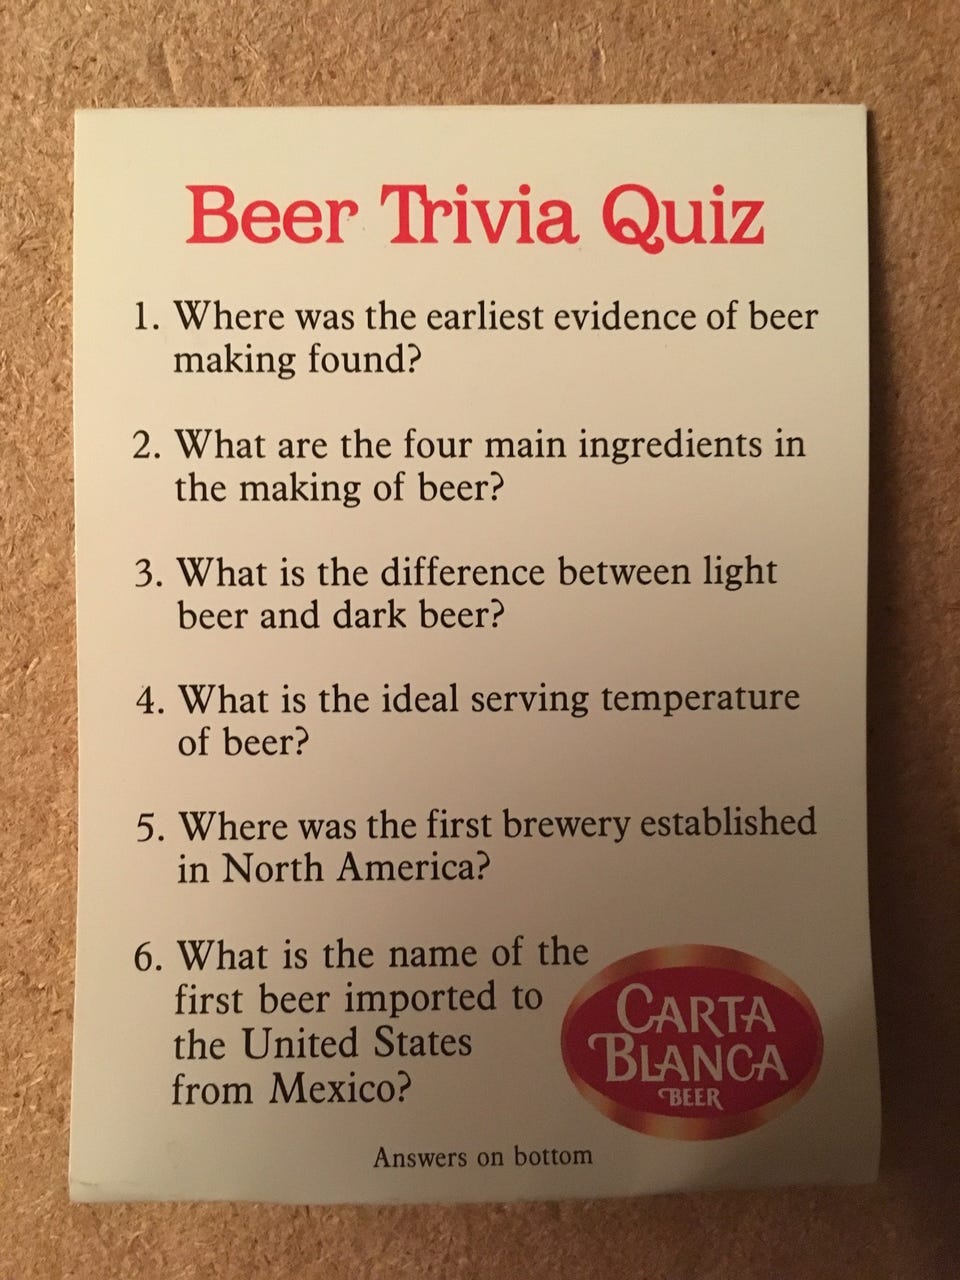 Beer Trivia Quiz
1. Where was the earliest evidence of beer
making found?
2. What are the four main ingredients in
the making of beer?
3. What is the difference between light
beer and dark beer?
4. What is the ideal serving temperature
of beer?
5. Where was the first brewery established
in North America?
6. What is the name of the
first beer imported to
the United States
from Mexico?
CARTA
BLANCA
BEER
Answers on bottom